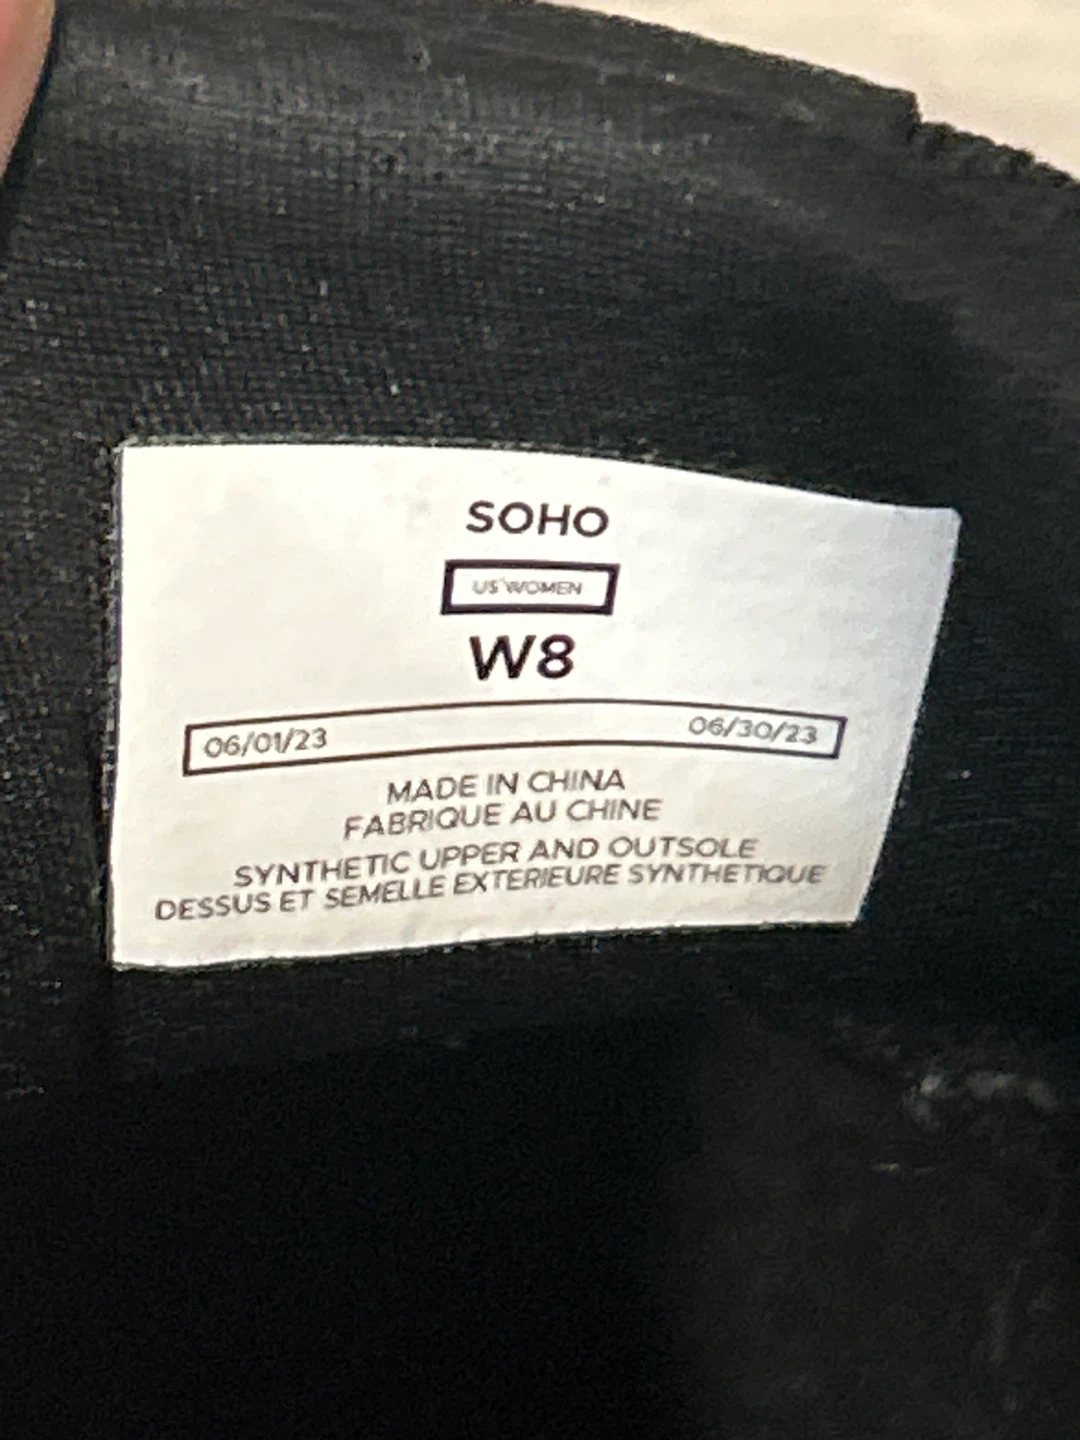 SOHO
US WOMEN
W8
06/01/23 06/30/23
MADE IN CHINA
FABRIQUE AU CHINE
SYNTHETIC UPPER AND OUTSOLE
DESSUS ET SEMELLE EXTERIEURE SYNTHETIQUE